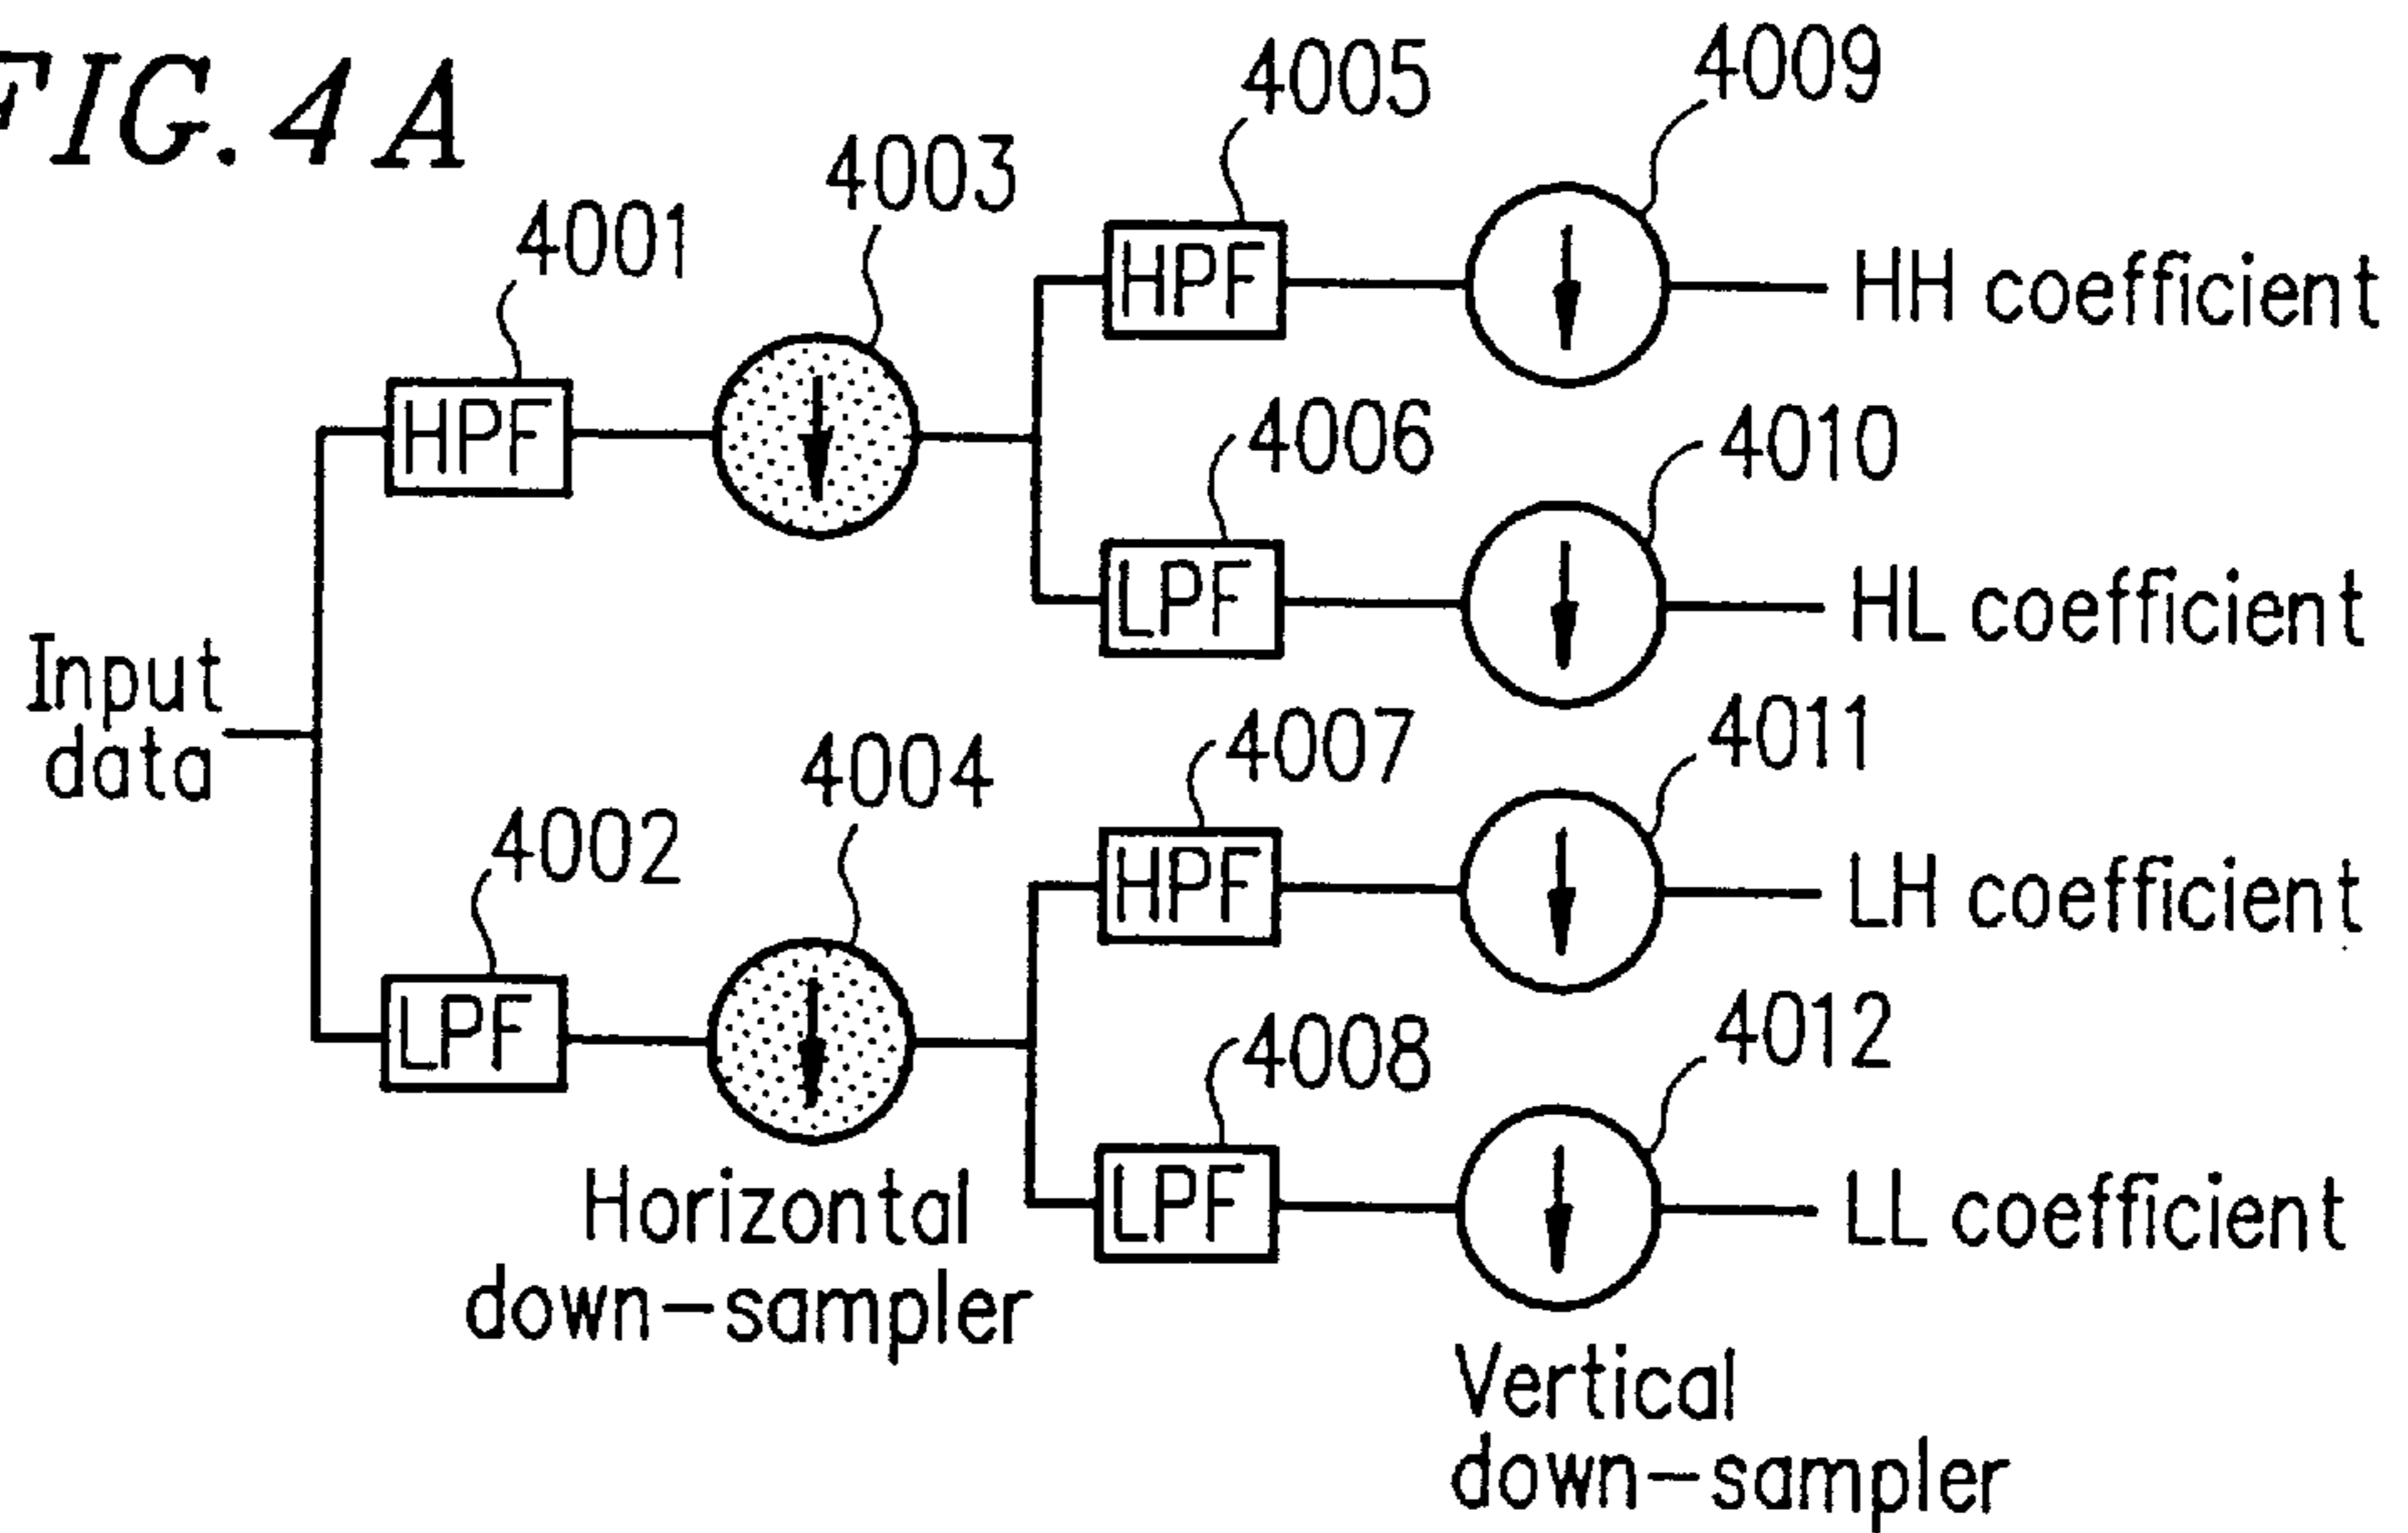 FIG. 4A
4001
4003
4005
4009
HPF
HPF
HH coefficient
4006
4010
LPF
HL coefficient
Input
data
4002
4004
4007
4011
LPF
HPF
LH coefficient
4008
4012
LPF
LL coefficient
Horizontal
down-sampler
Vertical
down-sampler